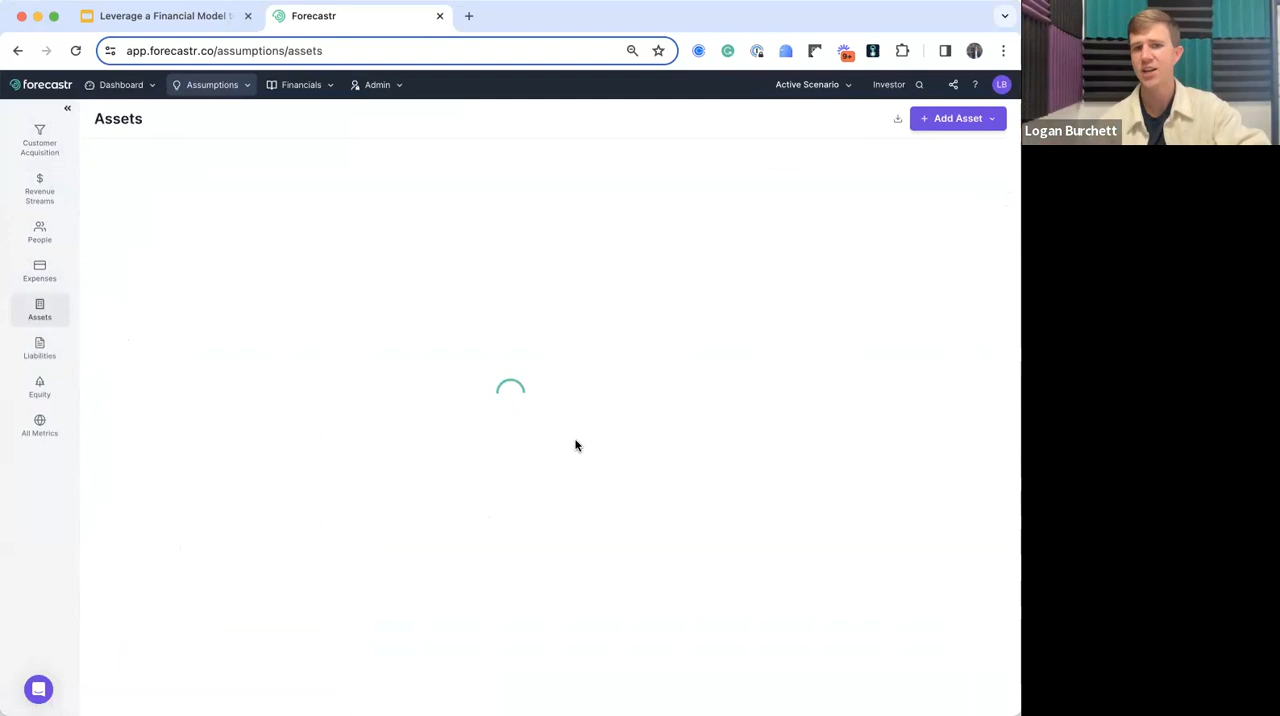 Leverage a Financial Model t
Forecastr
app.forecastr.co/assumptions/assets
9+
forecastr
Dashboard
Assumptions
Financials
Admin
Active Scenario
Investor
LB
Assets
+ Add Asset
Customer
Acquisition
Revenue
Streams
People
Expenses
Assets
Liabilities
Equity
All Metrics
Logan Burchett